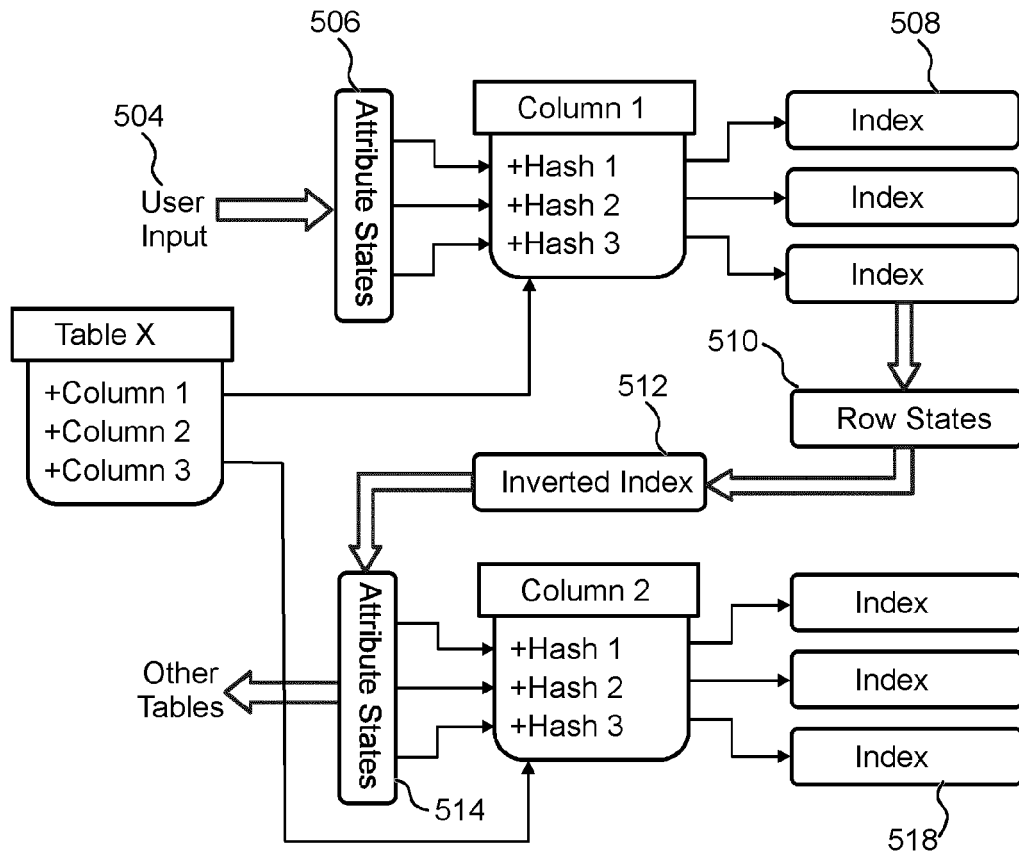 506
508
504
User
Input
Attribute States
Column 1
+Hash 1
+Hash 2
+Hash 3
Index
Index
Index
Table X
+Column 1
+Column 2
+Column 3
510
Row States
512
Inverted Index
Attribute States
514
Column 2
+Hash 1
+Hash 2
+Hash 3
Index
Index
Index
518
Other
Tables